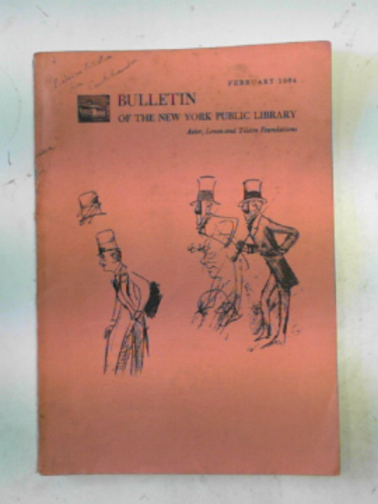 FEBRUARY 1964
BULLETIN
OF THE NEW YORK PUBLIC LIBRARY
Astor, Lenox and Tilden Foundations